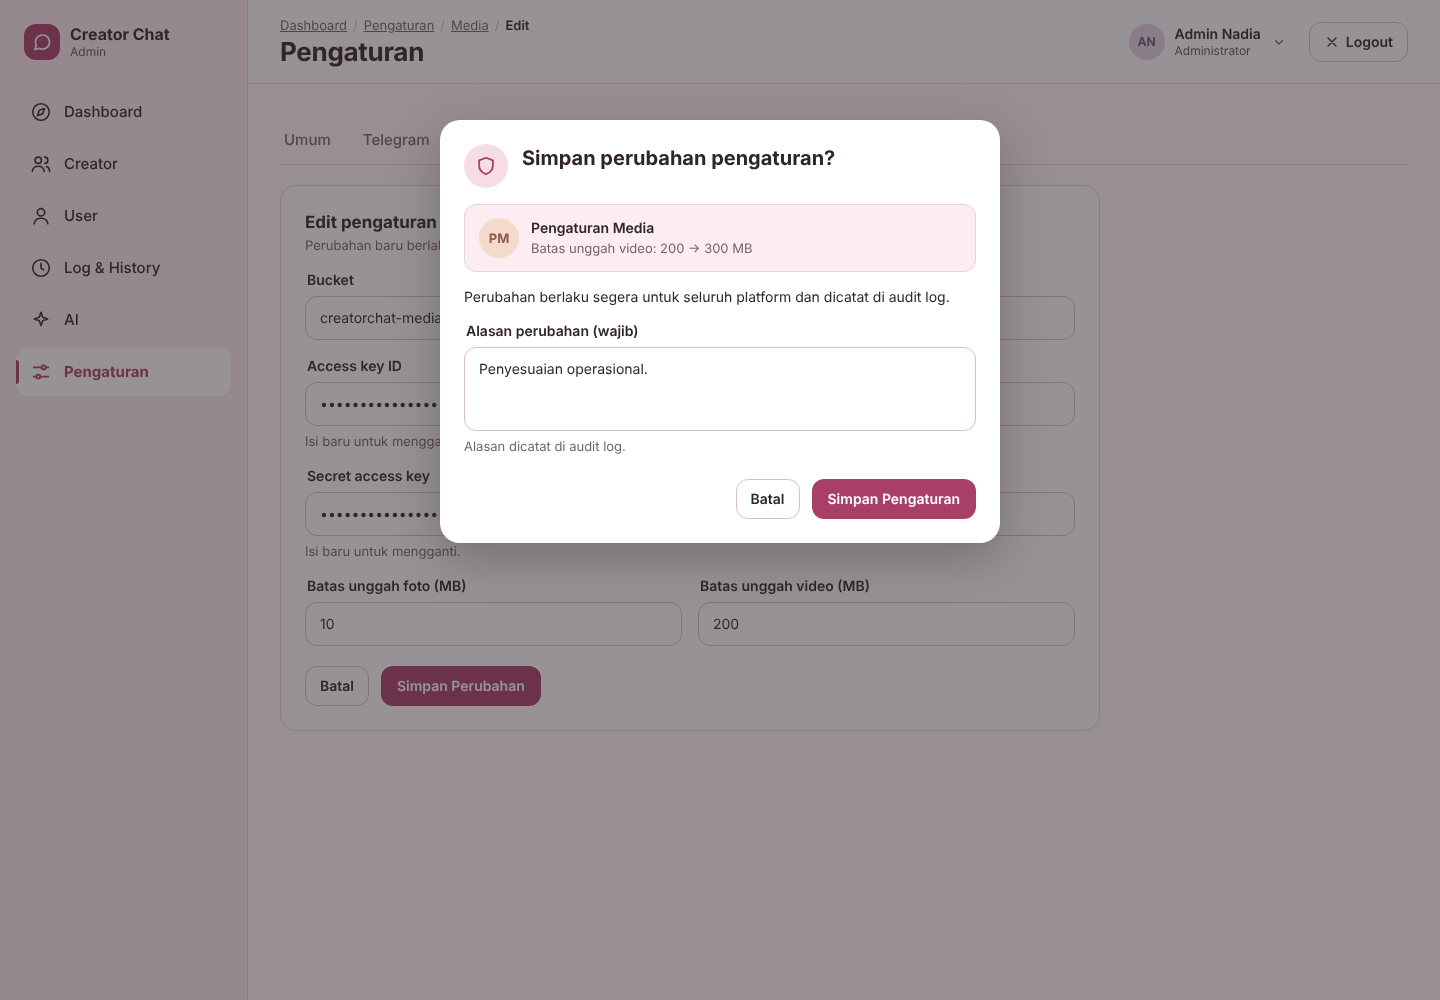 Creator Chat
Admin
Dashboard
Creator
User
Log & History
AI
Pengaturan
Dashboard / Pengaturan / Media / Edit
Pengaturan
AN
Admin Nadia
Administrator
Logout
Umum
Telegram
Edit pengaturan
Perubahan baru
Bucket
creatorchat-media
Access key ID
•••••••••••••••
Isi baru untuk
Secret access key
•••••••••••••••
Isi baru untuk mengganti.
Batas unggah foto (MB)
10
Batas unggah video (MB)
200
Batal
Simpan Perubahan
Simpan perubahan pengaturan?
PM
Pengaturan Media
Batas unggah video: 200 → 300 MB
Perubahan berlaku segera untuk seluruh platform dan dicatat di audit log.
Alasan perubahan (wajib)
Penyesuaian operasional.
Alasan dicatat di audit log.
Batal
Simpan Pengaturan